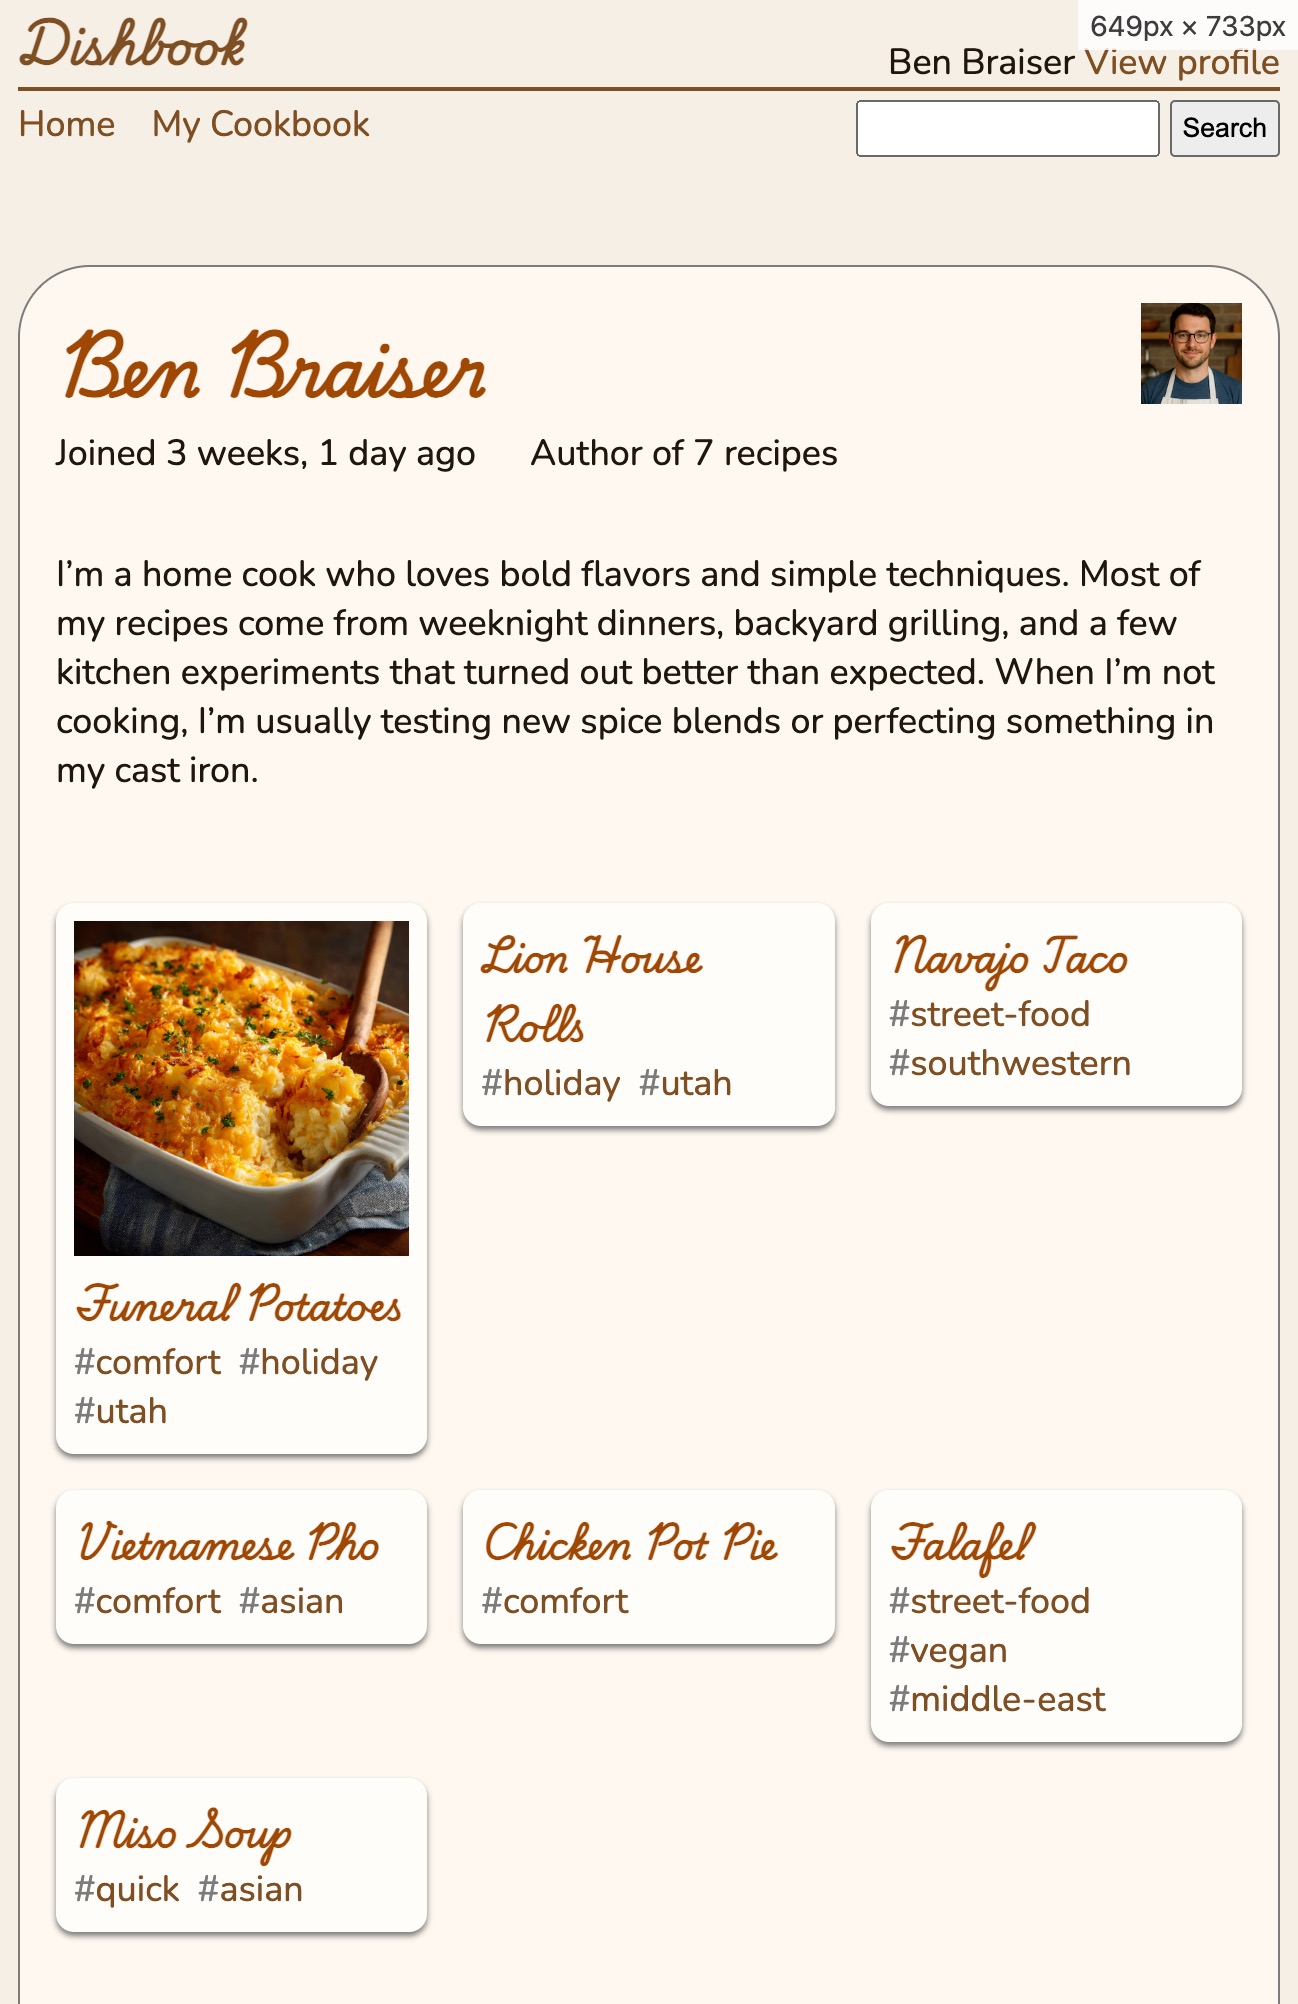 Dishbook
649px × 733px
Ben Braiser View profile
Home My Cookbook
Search
Ben Braiser
Joined 3 weeks, 1 day ago Author of 7 recipes
I’m a home cook who loves bold flavors and simple techniques. Most of
my recipes come from weeknight dinners, backyard grilling, and a few
kitchen experiments that turned out better than expected. When I’m not
cooking, I’m usually testing new spice blends or perfecting something in
my cast iron.
Funeral Potatoes
#comfort #holiday
#utah
Lion House
Rolls
#holiday #utah
Navajo Taco
#street-food
#southwestern
Vietnamese Pho
#comfort #asian
Chicken Pot Pie
#comfort
Falafel
#street-food
#vegan
#middle-east
Miso Soup
#quick #asian